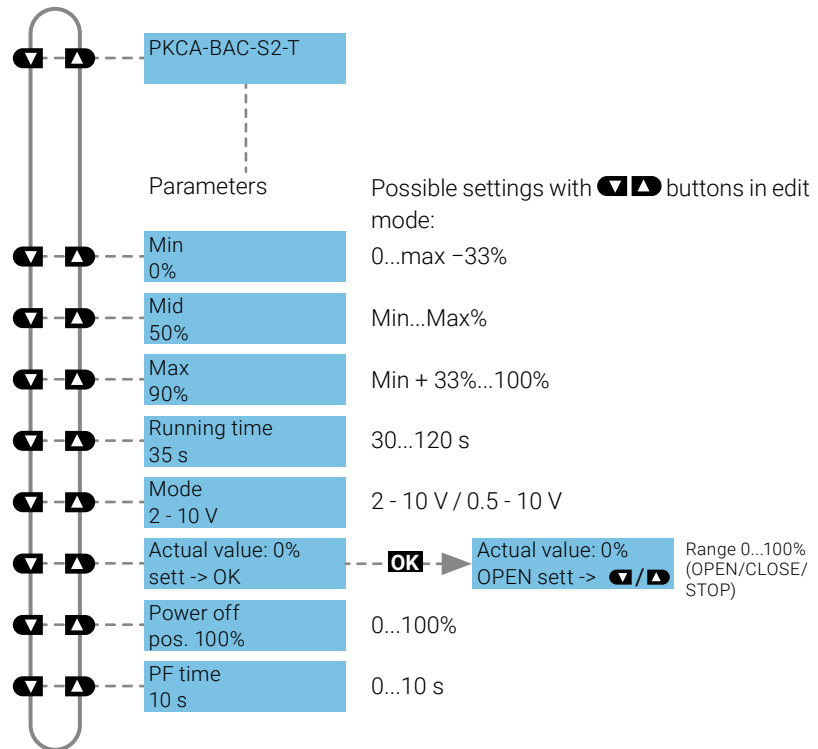 PKCA-BAC-S2-T
Parameters
Possible settings with buttons in edit
mode:
Min
0%
0...max −33%
Mid
50%
Min...Max%
Max
90%
Min + 33%...100%
Running time
35 s
30...120 s
Mode
2 - 10 V
2 - 10 V / 0.5 - 10 V
Actual value: 0%
sett -> OK
OK
Actual value: 0%
OPEN sett -> /
Range 0...100%
(OPEN/CLOSE/
STOP)
Power off
pos. 100%
0...100%
PF time
10 s
0...10 s